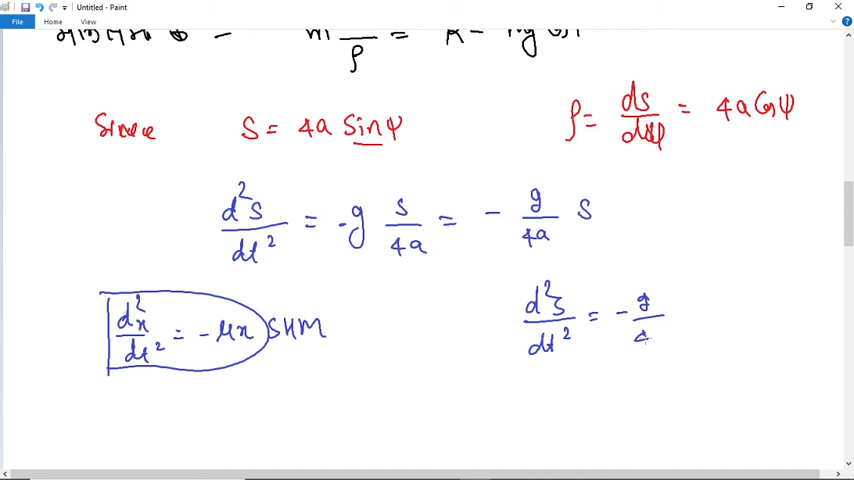 Untitled - Paint
File Home View
ρ
Since S = 4a Sinψ ρ = ds/dψ = 4a Cosψ
d²s/dt² = -g s/4a = - g/4a s
d²x/dt² = -μx SHM d²s/dt² = - g/